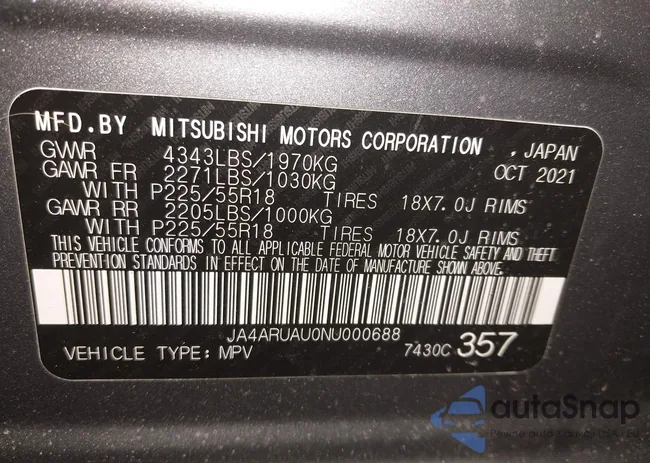 MFD.BY MITSUBISHI MOTORS CORPORATION . JAPAN
GVWR 4343LBS/1970KG OCT 2021
GAWR FR 2271LBS/1030KG
WITH P225/55R18 TIRES 18X7.0J RIMS
GAWR RR 2205LBS/1000KG
WITH P225/55R18 TIRES 18X7.0J RIMS
THIS VEHICLE CONFORMS TO ALL APPLICABLE FEDERAL MOTOR VEHICLE SAFETY AND THEFT
PREVENTION STANDARDS IN EFFECT ON THE DATE OF MANUFACTURE SHOWN ABOVE.
JA4ARUAU0NU000688
VEHICLE TYPE: MPV 7430C 357
autoSnap
Pewne auto